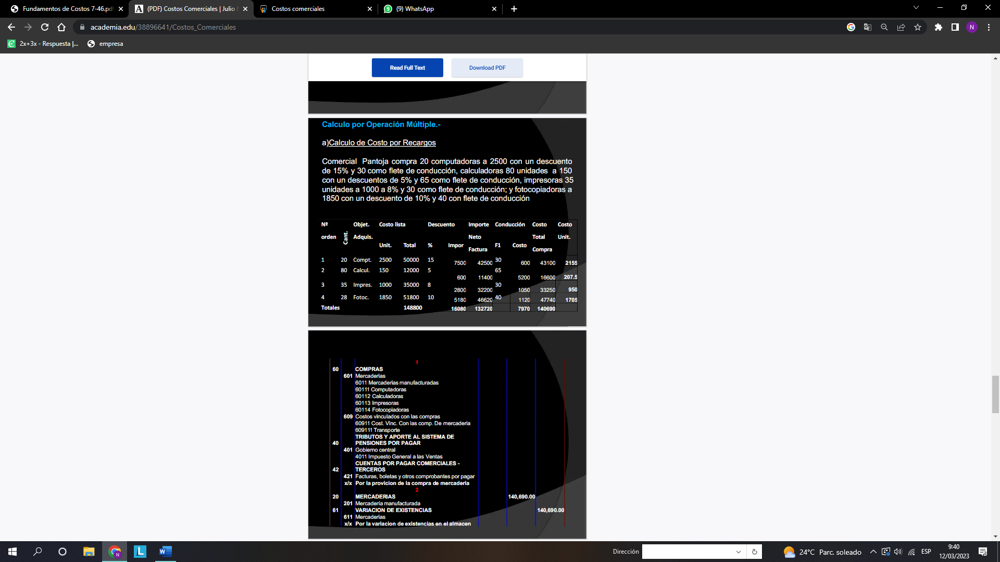 Fundamentos de Costos 7-46.pdf
(PDF) Costos Comerciales | Julio
Costos comerciales
(9) WhatsApp
academia.edu/38896641/Costos_Comerciales
N
2x+3x - Respuesta |...
empresa
Read Full Text
Download PDF
Calculo por Operación Múltiple.-
a)Calculo de Costo por Recargos
Comercial Pantoja compra 20 computadoras a 2500 con un descuento
de 15% y 30 como flete de conducción, calculadoras 80 unidades a 150
con un descuentos de 5% y 65 como flete de conducción, impresoras 35
unidades a 1000 a 8% y 30 como flete de conducción; y fotocopiadoras a
1850 con un descuento de 10% y 40 con flete de conducción
Nº orden Cant. Objet. Adquis. Costo lista Descuento Importe Neto Factura Conducción Costo Total Compra Costo Unit.
Unit. Total % Impor F1 Costo
1 20 Compt. 2500 50000 15 7500 42500 30 600 43100 2155
2 80 Calcul. 150 12000 5 600 11400 65 5200 16600 207.5
3 35 Impres. 1000 35000 8 2800 32200 30 1050 33250 950
4 28 Fotoc. 1850 51800 10 5180 46620 40 1120 47740 1705
Totales 148800 16080 132720 7970 140690
1
60 COMPRAS
601 Mercaderias
6011 Mercaderias manufacturadas
60111 Computadoras
60112 Calculadoras
60113 Impresoras
60114 Fotocopiadoras
609 Costos vinculados con las compras
60911 Cost. Vinc. Con las comp. De mercaderia
609111 Transporte
TRIBUTOS Y APORTE AL SISTEMA DE
40 PENSIONES POR PAGAR
401 Gobierno central
4011 Impuesto General a las Ventas
CUENTAS POR PAGAR COMERCIALES -
42 TERCEROS
421 Facturas, boletas y otros comprobantes por pagar
x/x Por la provicion de la compra de mercaderia
2
20 MERCADERIAS 140,690.00
201 Mercadería manufacturada
61 VARIACION DE EXISTENCIAS 140,690.00
611 Mercaderias
x/x Por la variacion de existencias en el almacen
Dirección
24°C Parc. soleado
ESP
9:40
12/03/2023